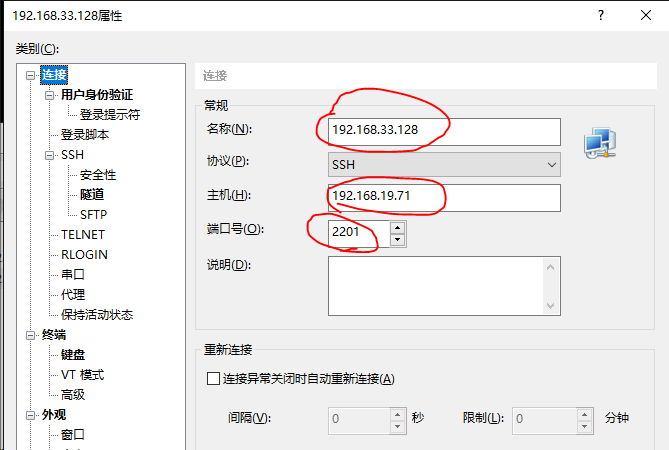 192.168.33.128属性
类别(C):
连接
用户身份验证
登录提示符
登录脚本
SSH
安全性
隧道
SFTP
TELNET
RLOGIN
串口
代理
保持活动状态
终端
键盘
VT 模式
高级
外观
窗口
连接
常规
名称(N):
192.168.33.128
协议(P):
SSH
主机(H):
192.168.19.71
端口号(O):
2201
说明(D):
重新连接
连接异常关闭时自动重新连接(A)
间隔(V):
0
秒
限制(L):
0
分钟